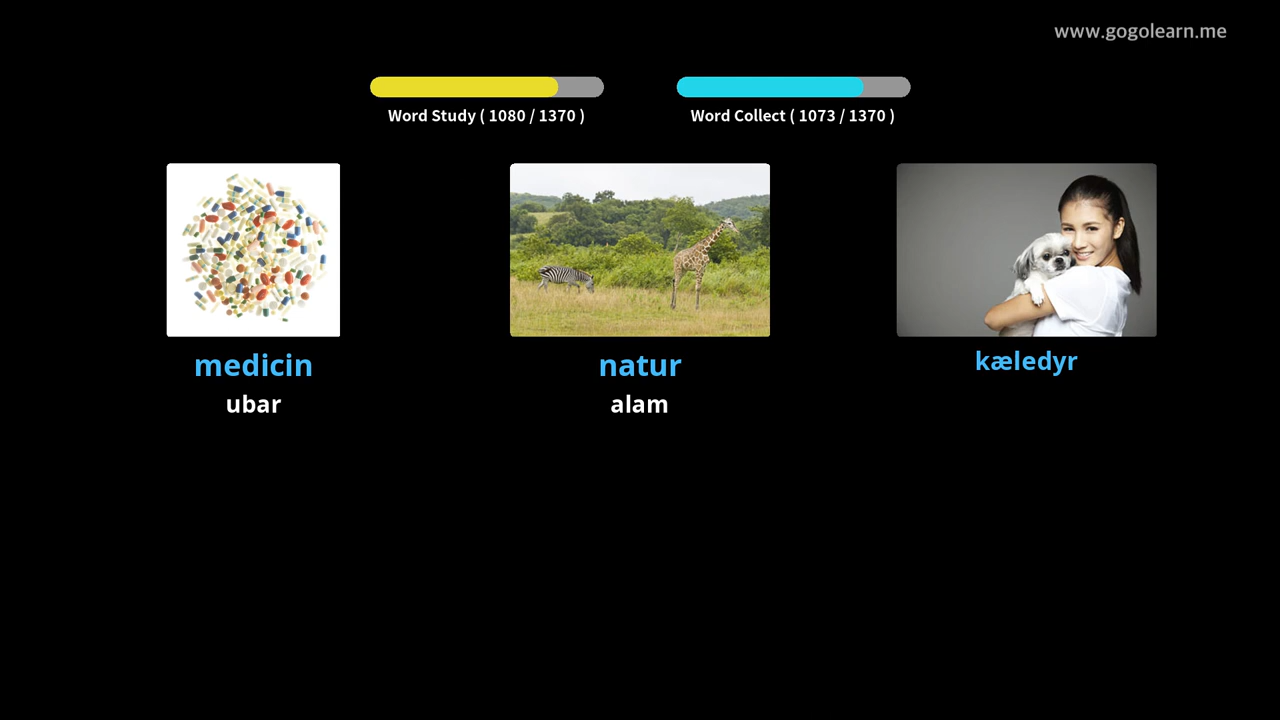 www.gogolearn.me
Word Study ( 1080 / 1370 )
Word Collect ( 1073 / 1370 )
medicin
natur
kæledyr
ubar
alam